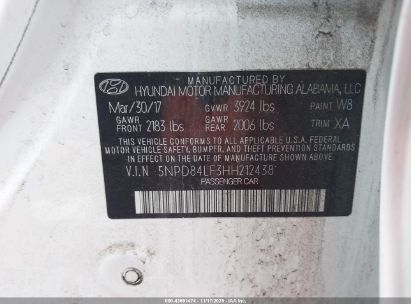 MANUFACTURED BY
HYUNDAI MOTOR MANUFACTURING ALABAMA, LLC
Mar/30/17 GVWR 3924 lbs PAINT W8
GAWR FRONT 2183 lbs GAWR REAR 2006 lbs TRIM XA
THIS VEHICLE CONFORMS TO ALL APPLICABLE U.S.A. FEDERAL
MOTOR VEHICLE SAFETY, BUMPER, AND THEFT PREVENTION
STANDARDS IN EFFECT ON THE DATE OF MANUFACTURE SHOWN ABOVE.
V.I.N 5NPD84LF3HH212438
PASSENGER CAR